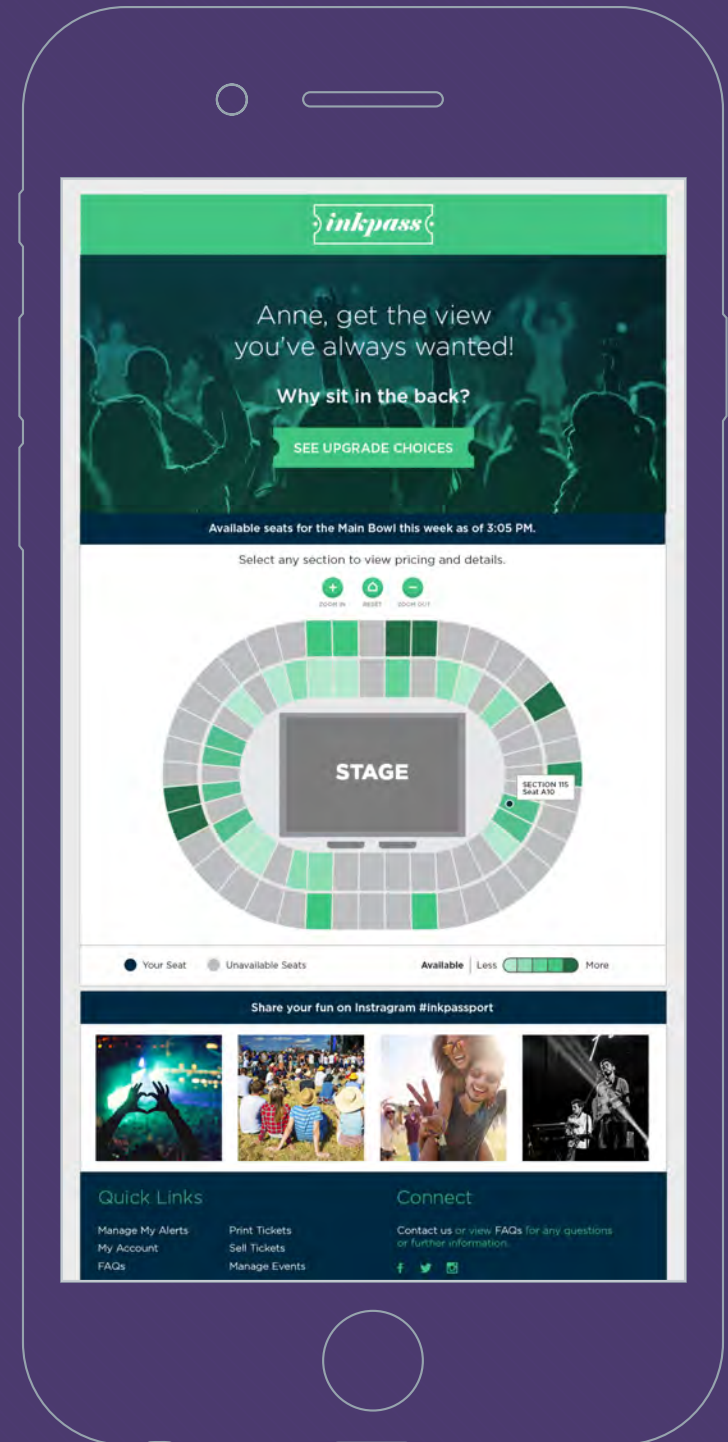 inkpass
Anne, get the view
you've always wanted!
Why sit in the back?
SEE UPGRADE CHOICES
Available seats for the Main Bowl this week as of 3:05 PM.
Select any section to view pricing and details.
ZOOM IN RESET ZOOM OUT
STAGE
SECTION 115
Seat A10
Your Seat Unavailable Seats Available Less More
Share your fun on Instragram #inkpassport
Quick Links
Manage My Alerts Print Tickets
My Account Sell Tickets
FAQs Manage Events
Connect
Contact us or view FAQs for any questions
or further information.